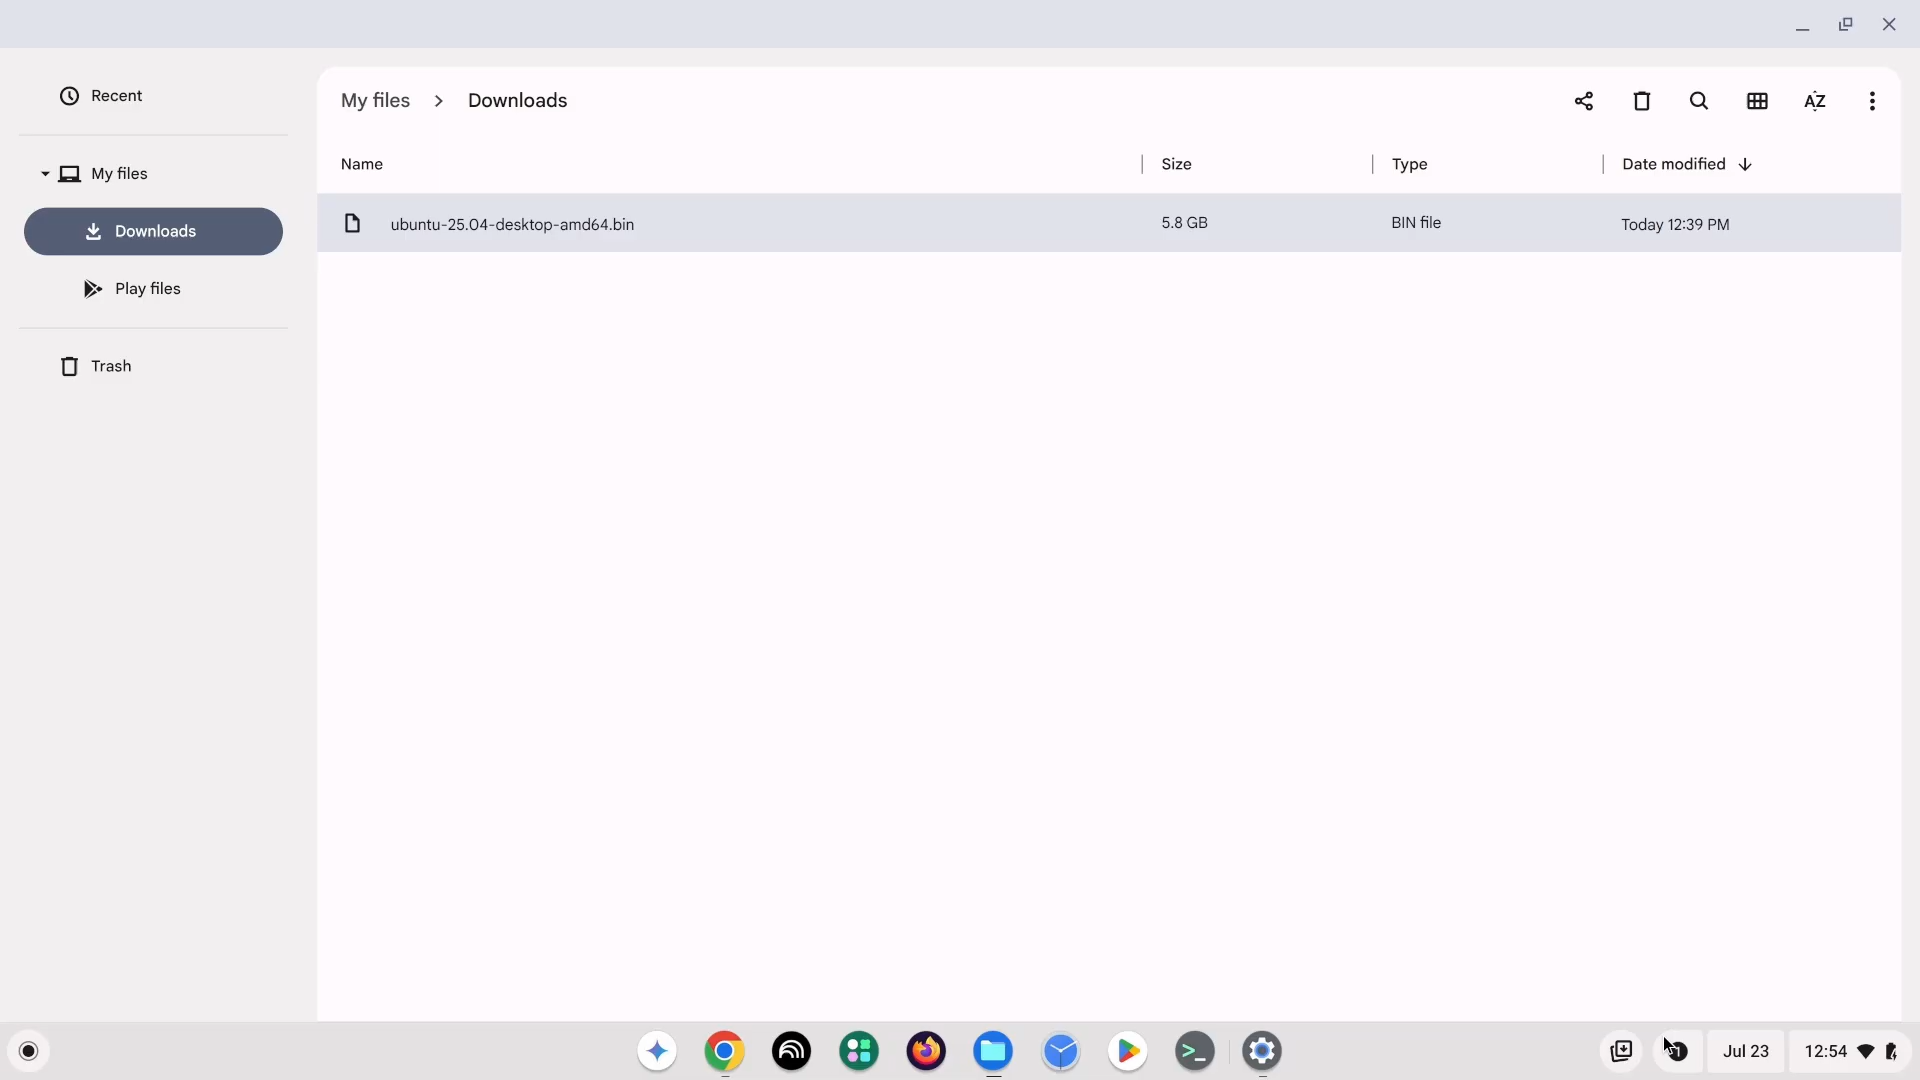 Recent
My files
Downloads
Play files
Trash
My files > Downloads
AZ
Name Size Type Date modified
ubuntu-25.04-desktop-amd64.bin 5.8 GB BIN file Today 12:39 PM
Jul 23 12:54